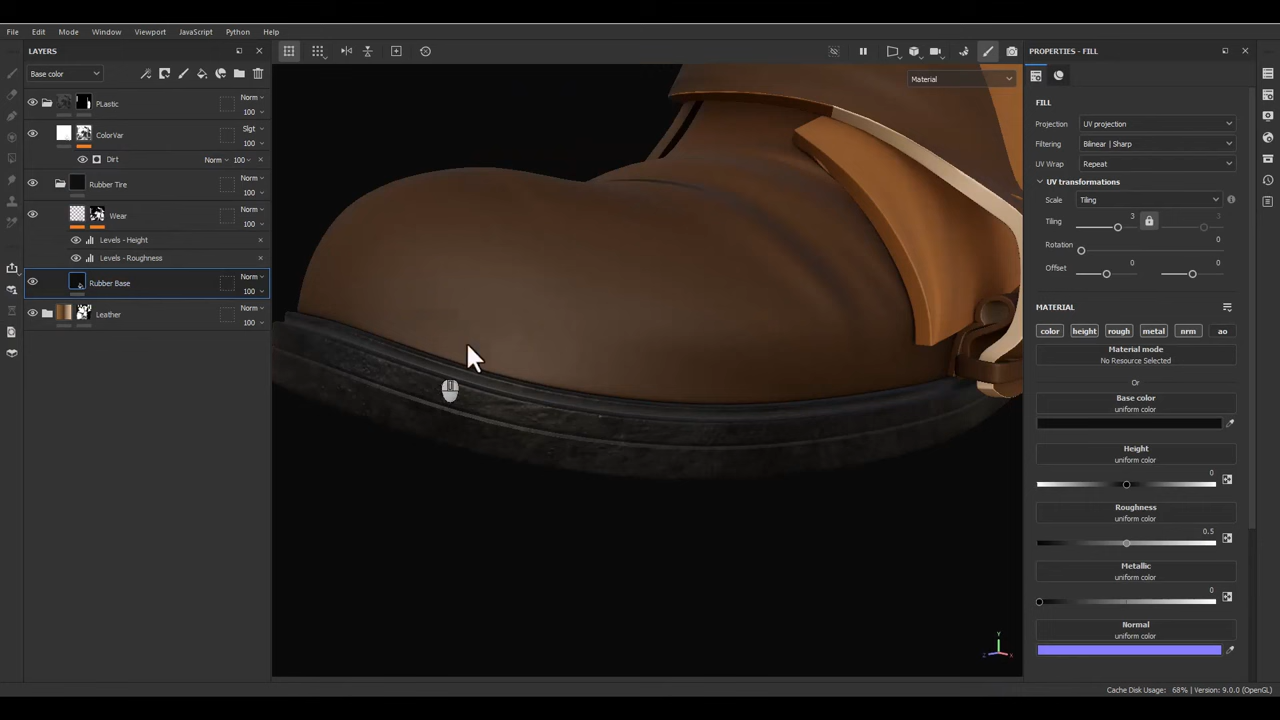 File Edit Mode Window Viewport JavaScript Python Help
LAYERS
Base color
PLastic Norm 100
ColorVar Slgt 100
Dirt Norm 100
Rubber Tire Norm 100
Wear Norm 100
Levels - Height
Levels - Roughness
Rubber Base Norm 100
Leather Norm 100
Material
PROPERTIES - FILL
FILL
Projection UV projection
Filtering Bilinear | Sharp
UV Wrap Repeat
UV transformations
Scale Tiling
Tiling 3 3
Rotation 0
Offset 0 0
MATERIAL
color height rough metal nrm ao
Material mode
No Resource Selected
Or
Base color
uniform color
Height
uniform color
0
Roughness
uniform color
0.5
Metallic
uniform color
0
Normal
uniform color
Y
Z X
Cache Disk Usage: 68% | Version: 9.0.0 (OpenGL)